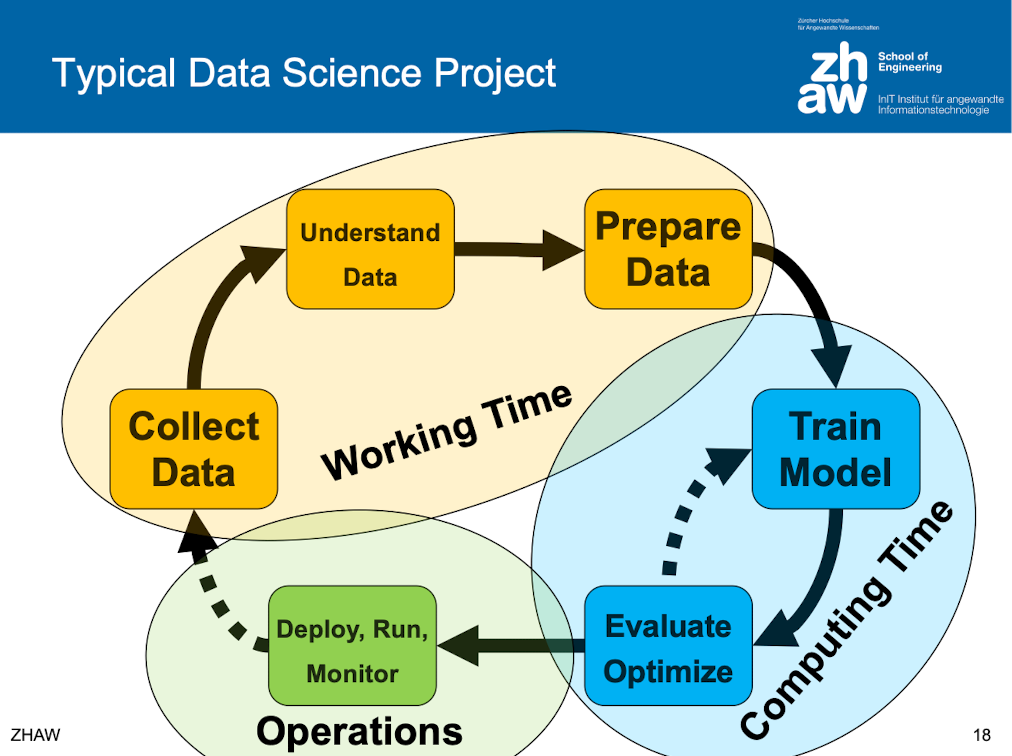 Typical Data Science Project
Zürcher Hochschule
für Angewandte Wissenschaften
zh
aw
School of
Engineering
InIT Institut für angewandte
Informationstechnologie
Understand
Data
Prepare
Data
Collect
Data
Working Time
Train
Model
Computing Time
Evaluate
Optimize
Deploy, Run,
Monitor
Operations
ZHAW
18